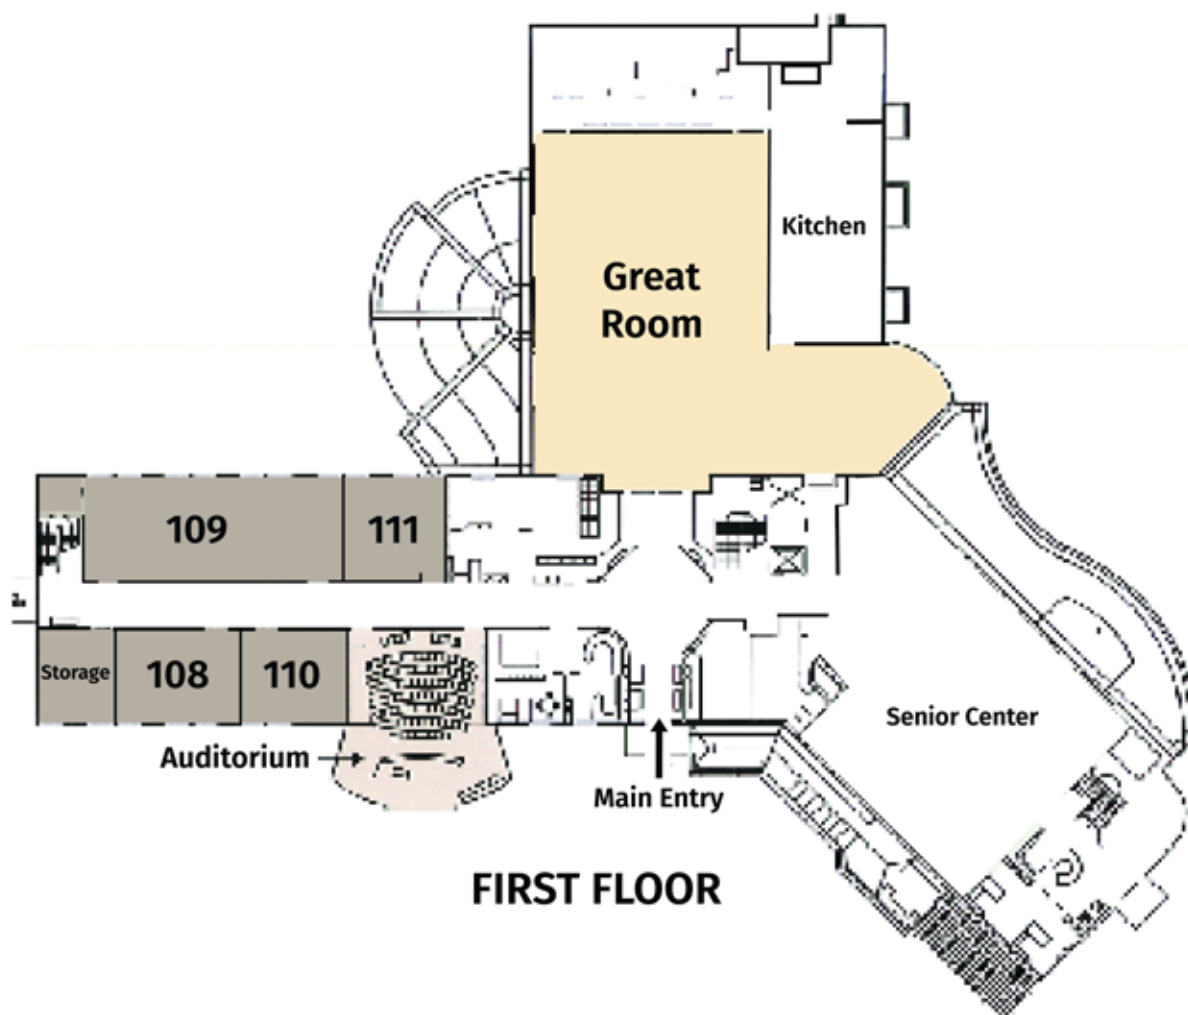 Kitchen
Great
Room
109
111
Storage
108
110
Senior Center
Auditorium
Main Entry
FIRST FLOOR